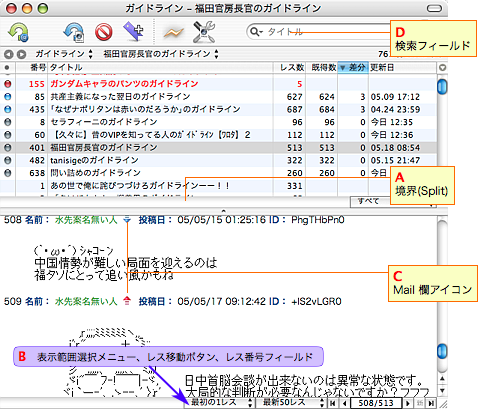 ガイドライン - 福田官房長官のガイドライン
タイトル
D
検索フィールド
ガイドライン
福田官房長官のガイドライン
番号 タイトル レス数 既得数 差分 更新日
155 ガンダムキャラのパンツのガイドライン 5
85 共産主義になった翌日のガイドライン 627 624 3 05.09 17:12
435 「なぜナポリタンは赤いのだろうか」のガイドライン 687 684 3 04.24 23:59
8 セラフィーニのガイドライン 96 96 0 今日 12:35
60 【久々に】昔のVIPを知ってる人のガイドライン【ワロタ】2 112 112 0 今日 12:36
401 福田官房長官のガイドライン 513 513 0 05.18 08:54
482 tanisigeのガイドライン 322 322 0 05.15 21:47
638 問い詰めのガイドライン 260 260 0 今日
1 あの世で俺に詫びつづけるガイドラインーー！！ 331
A
境界(Split)
すべて
508 名前： 水先案名無い人 投稿日： 05/05/15 01:25:16 ID： PhgTHbPn0
(´･ω･`) ｼｬｺｰﾝ
中国情勢が難しい局面を迎えるのは
福タソにとって追い風かもね
C
Mail 欄アイコン
509 名前： 水先案名無い人 投稿日： 05/05/17 09:12:42 ID： +IS2vLGR0
B 表示範囲選択メニュー、レス移動ボタン、レス番号フィールド
日中首脳会談が出来ないのは異常な状態です。
大局的な判断が必要なんじゃないですか？フフフ
最初の1レス 最新50レス 508/513